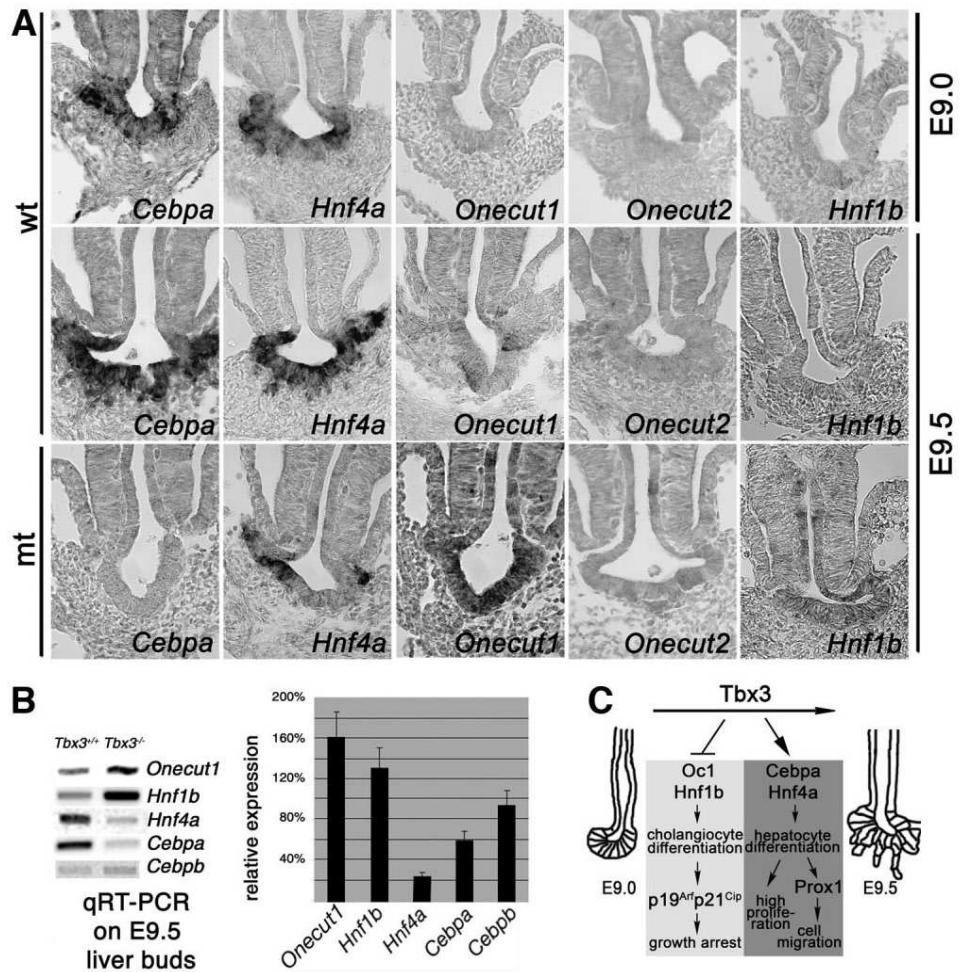 A
wt
mt
E9.0
E9.5
Cebpa
Hnf4a
Onecut1
Onecut2
Hnf1b
Cebpa
Hnf4a
Onecut1
Onecut2
Hnf1b
Cebpa
Hnf4a
Onecut1
Onecut2
Hnf1b
B
Tbx3+/+ Tbx3-/-
Onecut1
Hnf1b
Hnf4a
Cebpa
Cebpb
qRT-PCR
on E9.5
liver buds
relative expression
200%
160%
120%
80%
40%
Onecut1
Hnf1b
Hnf4a
Cebpa
Cebpb
C
Tbx3
Oc1
Hnf1b
cholangiocyte
differentiation
p19Arf p21Cip
growth arrest
Cebpa
Hnf4a
hepatocyte
differentiation
high
prolife-
ration
Prox1
cell
migration
E9.0
E9.5